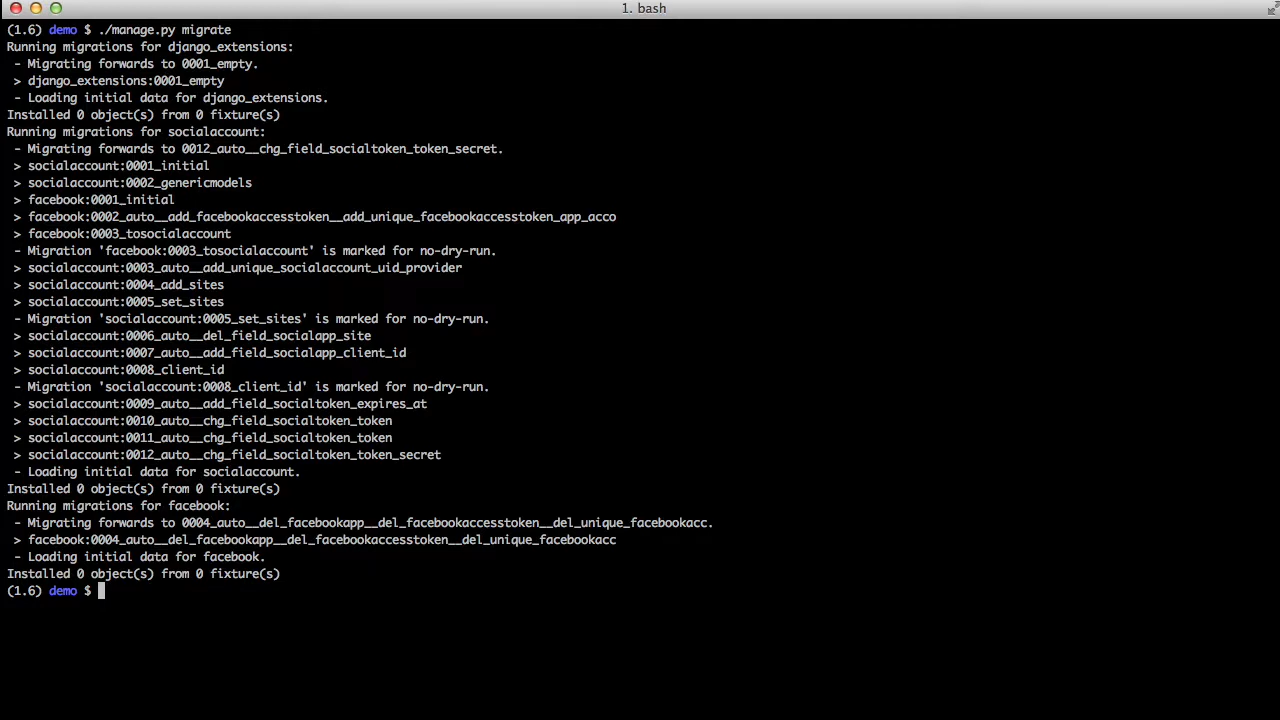 1. bash
(1.6) demo $ ./manage.py migrate
Running migrations for django_extensions:
 - Migrating forwards to 0001_empty.
 > django_extensions:0001_empty
 - Loading initial data for django_extensions.
Installed 0 object(s) from 0 fixture(s)
Running migrations for socialaccount:
 - Migrating forwards to 0012_auto__chg_field_socialtoken_token_secret.
 > socialaccount:0001_initial
 > socialaccount:0002_genericmodels
 > facebook:0001_initial
 > facebook:0002_auto__add_facebookaccesstoken__add_unique_facebookaccesstoken_app_acco
 > facebook:0003_tosocialaccount
 - Migration 'facebook:0003_tosocialaccount' is marked for no-dry-run.
 > socialaccount:0003_auto__add_unique_socialaccount_uid_provider
 > socialaccount:0004_add_sites
 > socialaccount:0005_set_sites
 - Migration 'socialaccount:0005_set_sites' is marked for no-dry-run.
 > socialaccount:0006_auto__del_field_socialapp_site
 > socialaccount:0007_auto__add_field_socialapp_client_id
 > socialaccount:0008_client_id
 - Migration 'socialaccount:0008_client_id' is marked for no-dry-run.
 > socialaccount:0009_auto__add_field_socialtoken_expires_at
 > socialaccount:0010_auto__chg_field_socialtoken_token
 > socialaccount:0011_auto__chg_field_socialtoken_token
 > socialaccount:0012_auto__chg_field_socialtoken_token_secret
 - Loading initial data for socialaccount.
Installed 0 object(s) from 0 fixture(s)
Running migrations for facebook:
 - Migrating forwards to 0004_auto__del_facebookapp__del_facebookaccesstoken__del_unique_facebookacc.
 > facebook:0004_auto__del_facebookapp__del_facebookaccesstoken__del_unique_facebookacc
 - Loading initial data for facebook.
Installed 0 object(s) from 0 fixture(s)
(1.6) demo $